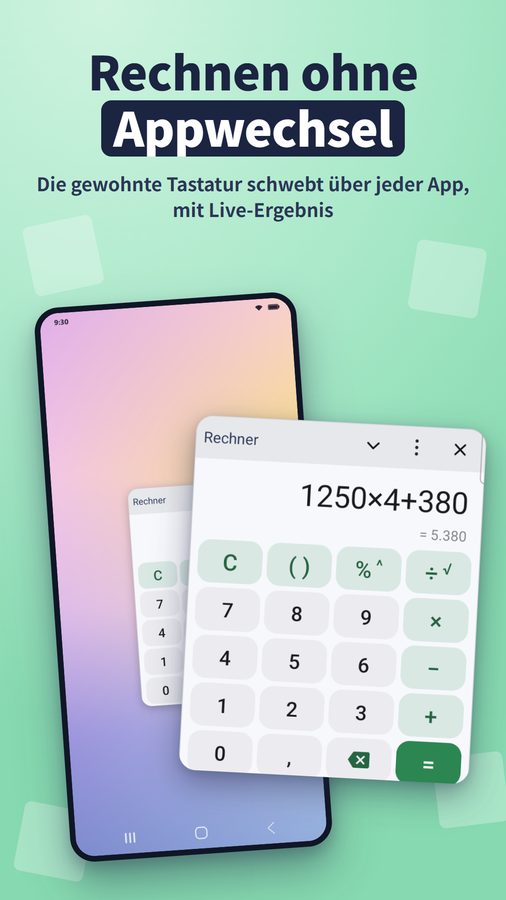 Rechnen ohne
Appwechsel
Die gewohnte Tastatur schwebt über jeder App,
mit Live-Ergebnis
9:30
Rechner
1250×4+380
= 5.380
C ( ) % ^ ÷ √
7 8 9 ×
4 5 6 −
1 2 3 +
0 , =
Rechner
C
7
4
1
0